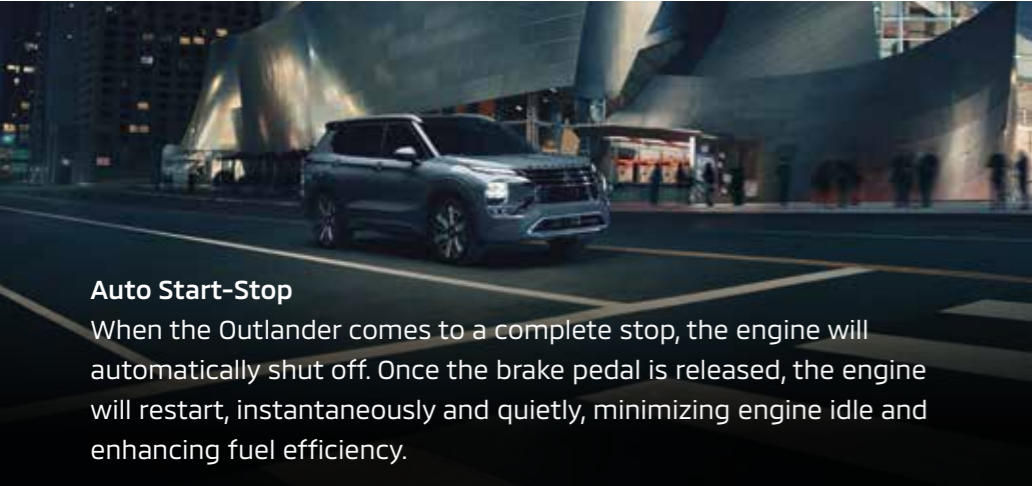 Auto Start-Stop
When the Outlander comes to a complete stop, the engine will
automatically shut off. Once the brake pedal is released, the engine
will restart, instantaneously and quietly, minimizing engine idle and
enhancing fuel efficiency.